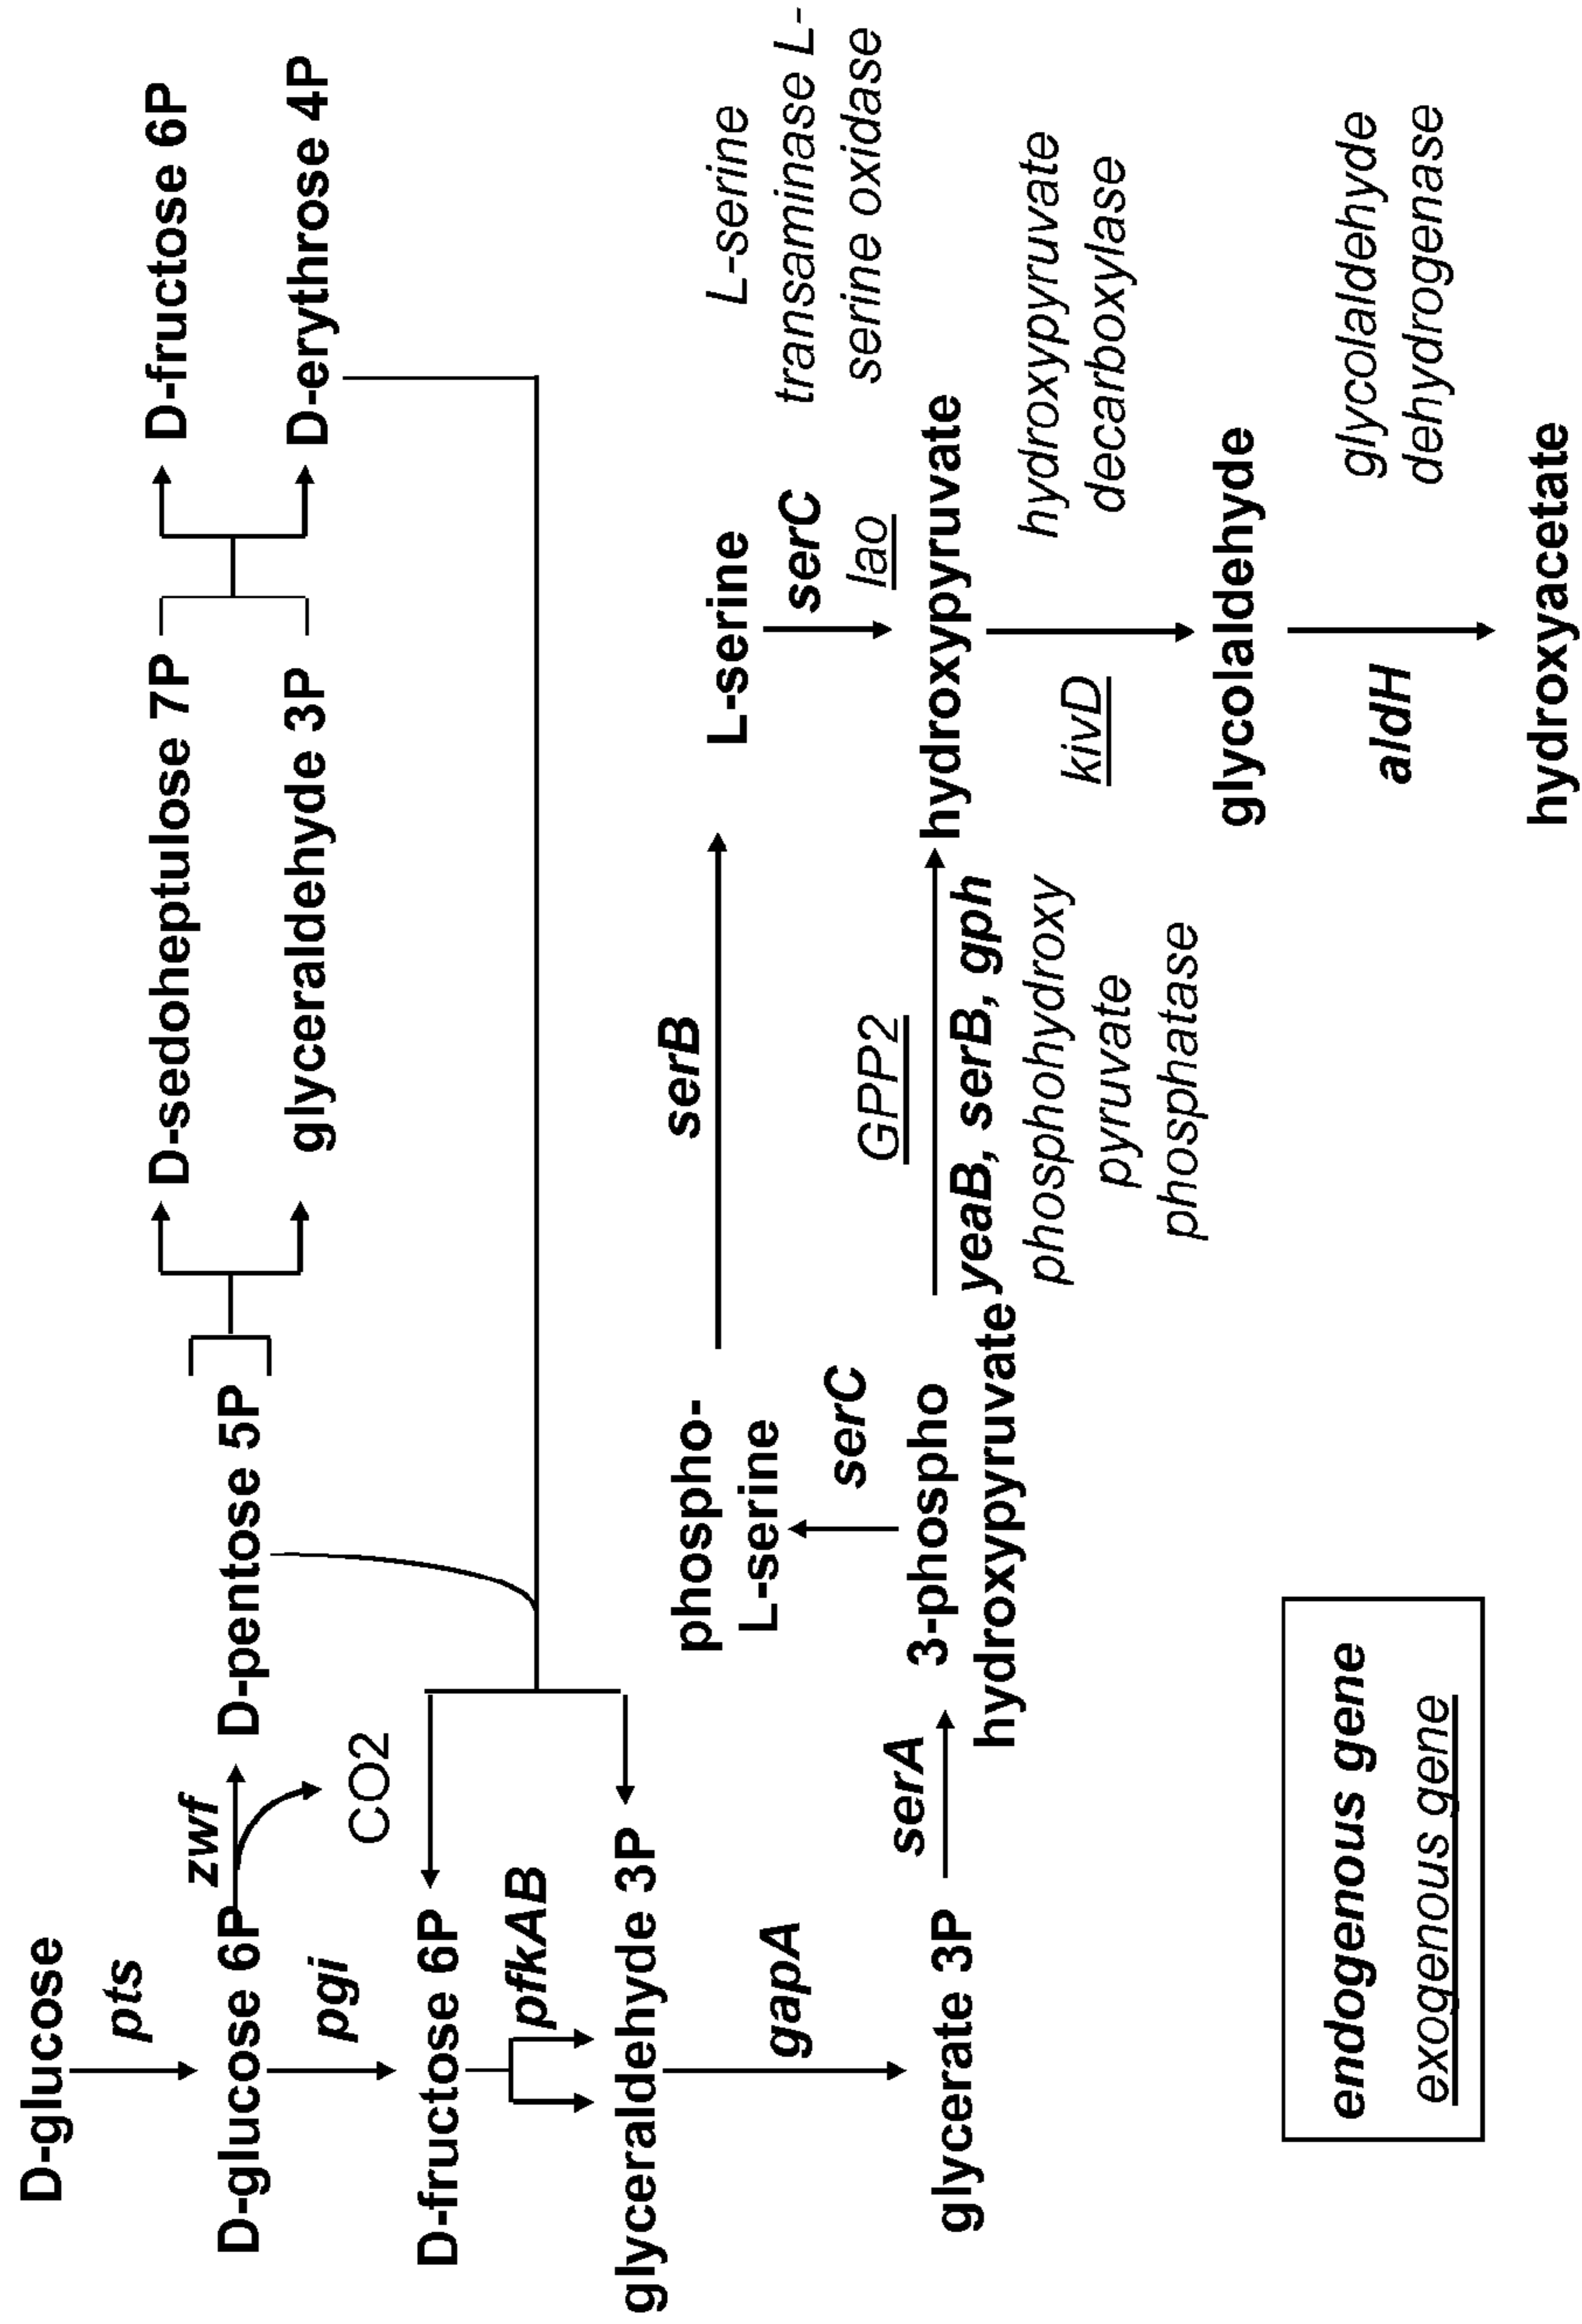 D-glucose
pts
D-glucose 6P
zwf
CO2
D-pentose 5P
D-sedoheptulose 7P
glyceraldehyde 3P
D-fructose 6P
D-erythrose 4P
pgi
D-fructose 6P
pfkAB
glyceraldehyde 3P
gapA
glycerate 3P
serA
3-phospho
hydroxypyruvate
serC
phospho-
L-serine
serB
L-serine
serC
lao
L-serine
transaminase L-
serine oxidase
GPP2
yeaB, serB, gph
phosphohydroxy
pyruvate
phosphatase
hydroxypyruvate
kivD
hydroxypyruvate
decarboxylase
glycolaldehyde
aldH
glycolaldehyde
dehydrogenase
hydroxyacetate
endogenous gene
exogenous gene